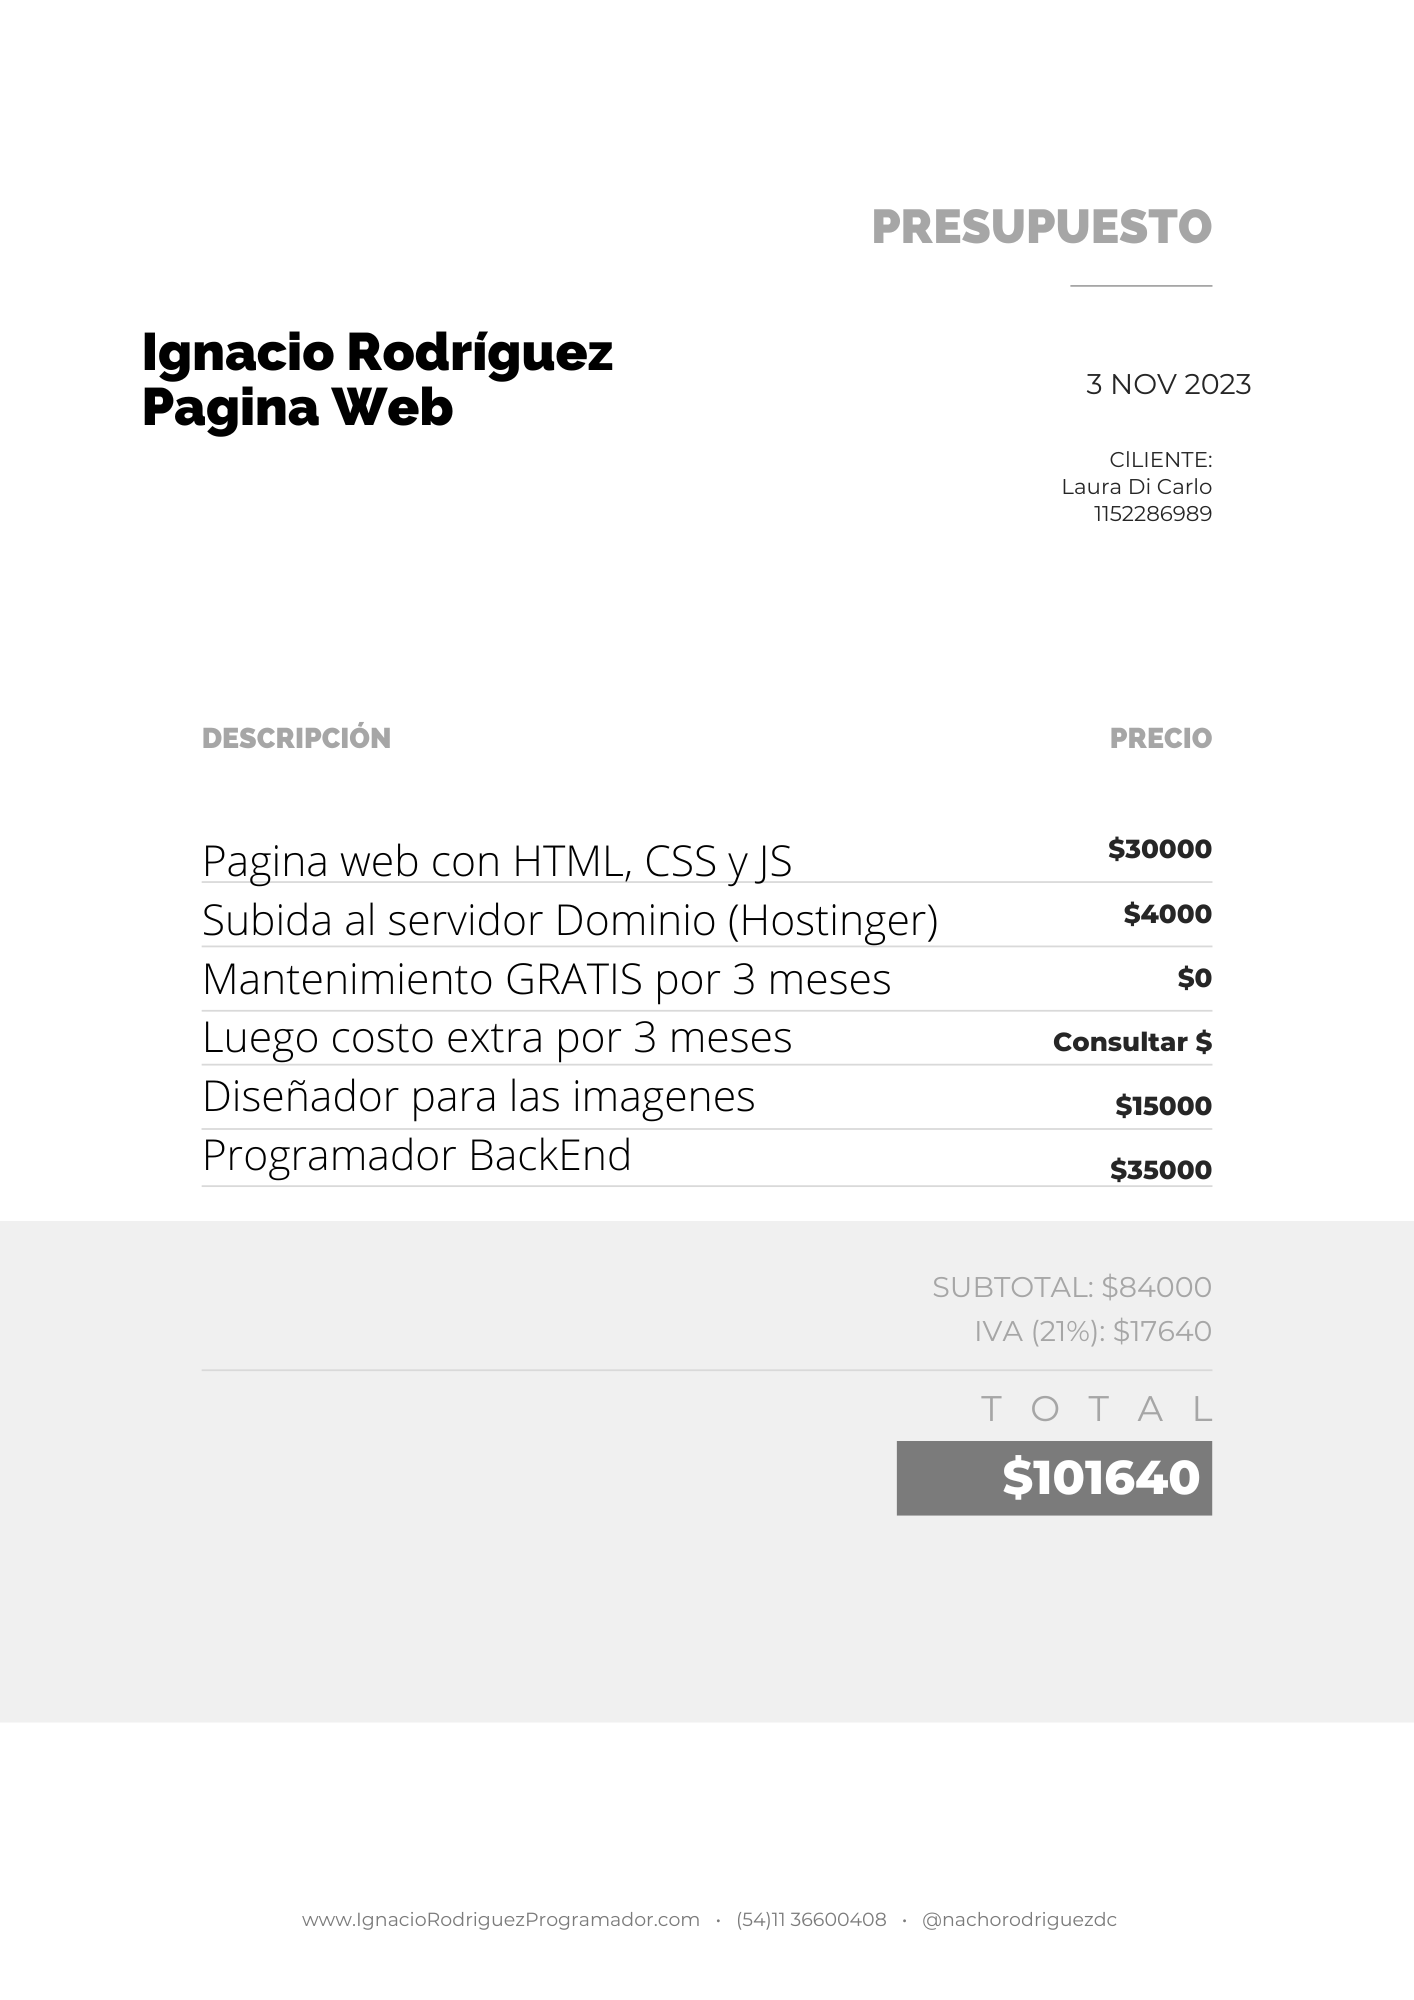 PRESUPUESTO
Ignacio Rodríguez
Pagina Web
3 NOV 2023
ClLIENTE:
Laura Di Carlo
1152286989
DESCRIPCIÓN PRECIO
Pagina web con HTML, CSS y JS $30000
Subida al servidor Dominio (Hostinger) $4000
Mantenimiento GRATIS por 3 meses $0
Luego costo extra por 3 meses Consultar $
Diseñador para las imagenes $15000
Programador BackEnd $35000
SUBTOTAL: $84000
IVA (21%): $17640
TOTAL
$101640
www.IgnacioRodriguezProgramador.com • (54)11 36600408 • @nachorodriguezdc